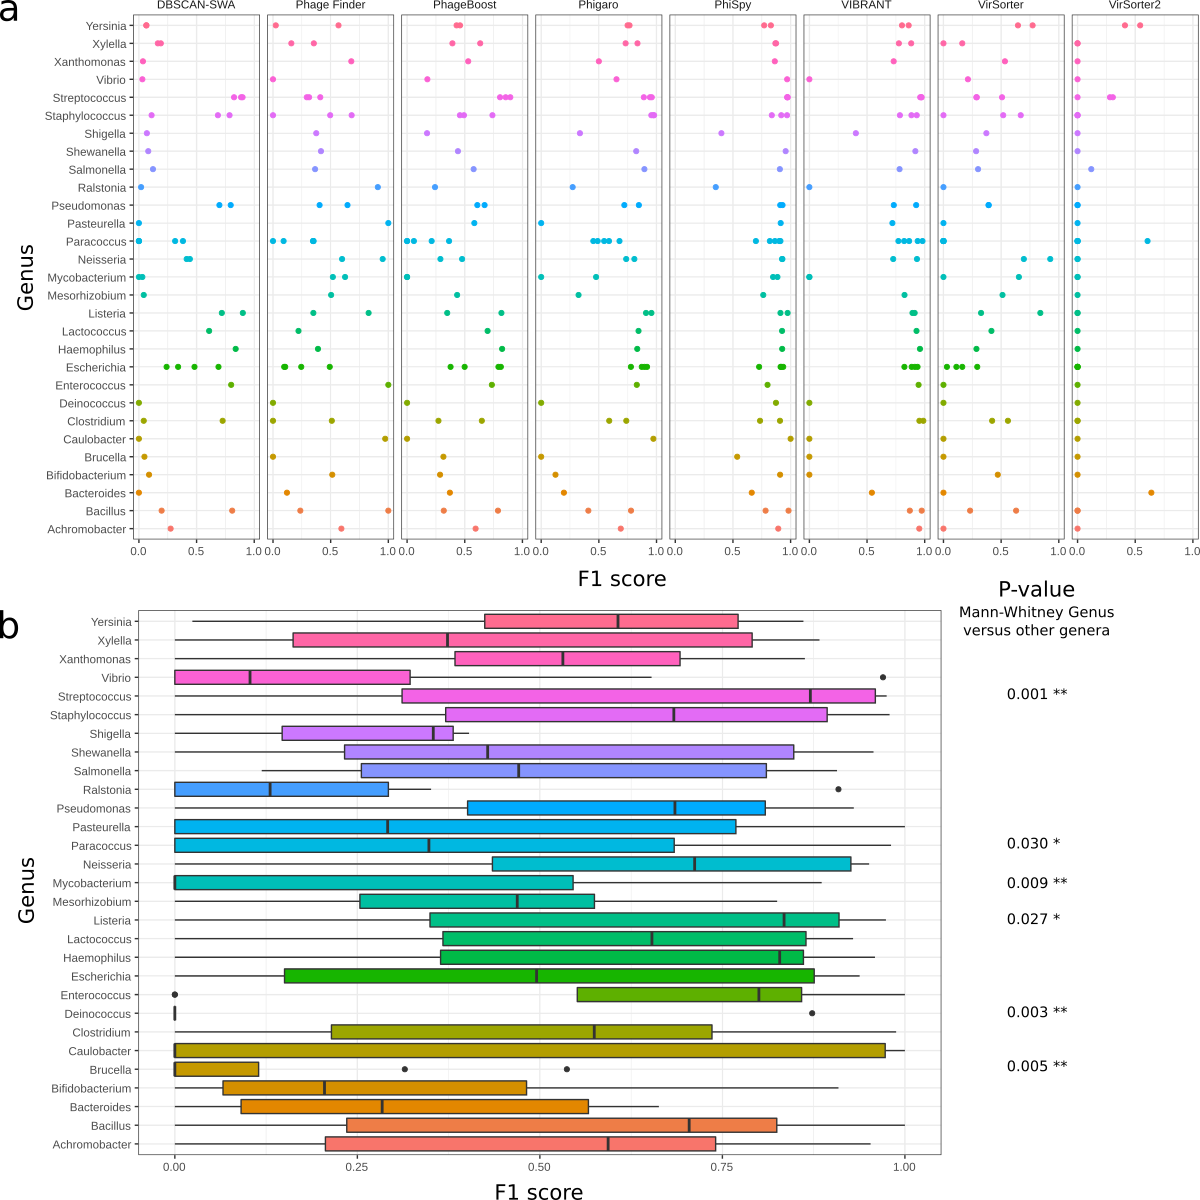 a
DBSCAN-SWA Phage Finder PhageBoost Phigaro PhiSpy VIBRANT VirSorter VirSorter2
Genus
Yersinia
Xylella
Xanthomonas
Vibrio
Streptococcus
Staphylococcus
Shigella
Shewanella
Salmonella
Ralstonia
Pseudomonas
Pasteurella
Paracoccus
Neisseria
Mycobacterium
Mesorhizobium
Listeria
Lactococcus
Haemophilus
Escherichia
Enterococcus
Deinococcus
Clostridium
Caulobacter
Brucella
Bifidobacterium
Bacteroides
Bacillus
Achromobacter
0.0 0.5 1.0 0.0 0.5 1.0 0.0 0.5 1.0 0.0 0.5 1.0 0.0 0.5 1.0 0.0 0.5 1.0 0.0 0.5 1.0 0.0 0.5 1.0
F1 score
b
P-value
Mann-Whitney Genus
versus other genera
Genus
Yersinia
Xylella
Xanthomonas
Vibrio
Streptococcus 0.001 **
Staphylococcus
Shigella
Shewanella
Salmonella
Ralstonia
Pseudomonas
Pasteurella
Paracoccus 0.030 *
Neisseria
Mycobacterium 0.009 **
Mesorhizobium
Listeria 0.027 *
Lactococcus
Haemophilus
Escherichia
Enterococcus
Deinococcus 0.003 **
Clostridium
Caulobacter
Brucella 0.005 **
Bifidobacterium
Bacteroides
Bacillus
Achromobacter
0.00 0.25 0.50 0.75 1.00
F1 score